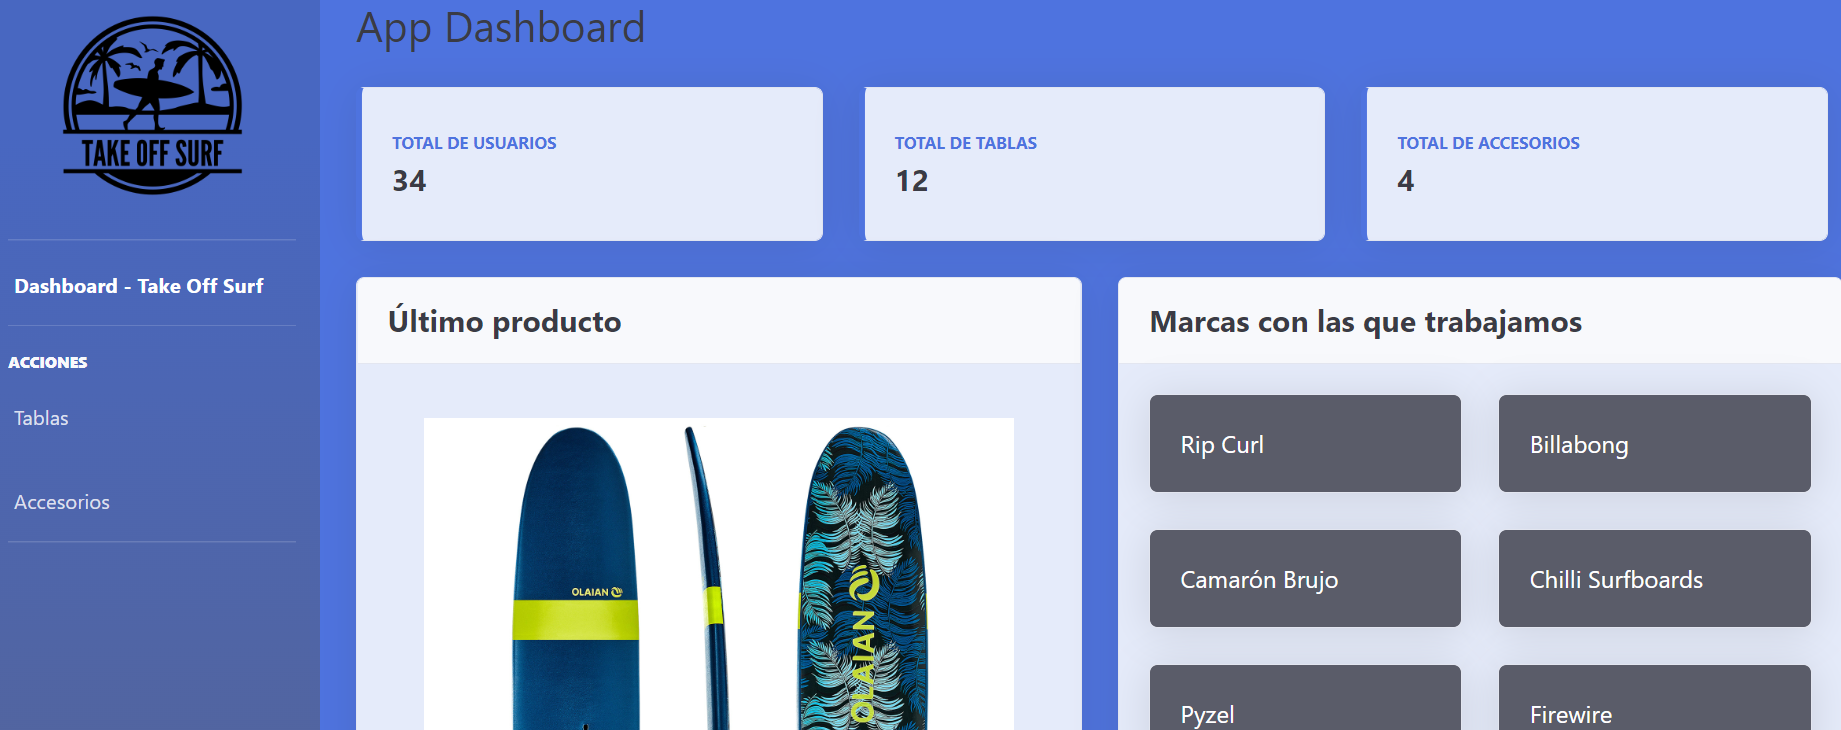 TAKE OFF SURF
Dashboard - Take Off Surf
ACCIONES
Tablas
Accesorios
App Dashboard
TOTAL DE USUARIOS
34
TOTAL DE TABLAS
12
TOTAL DE ACCESORIOS
4
Último producto
OLAIAN
OLAIAN
Marcas con las que trabajamos
Rip Curl
Billabong
Camarón Brujo
Chilli Surfboards
Pyzel
Firewire